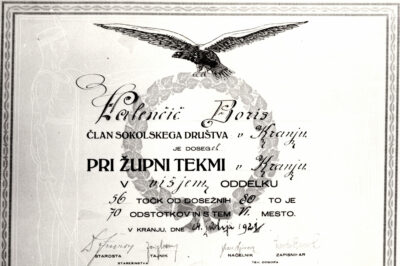 Valenčič Boris
ČLAN SOKOLSKEGA DRUŠTVA v Kranju
JE DOSEGEL
PRI ŽUPNI TEKMI v Kranju
V višjem ODDELKU
56 TOČK OD DOSEŽNIH 80 TO JE
70 ODSTOTKOV IN S TEM VI. MESTO.
V KRANJU, DNE
STAROSTA TAJNIK NAČELNIK ZAPISNIKAR